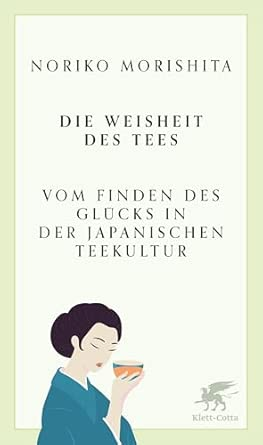 NORIKO MORISHITA
DIE WEISHEIT
DES TEES
VOM FINDEN DES
GLÜCKS IN
DER JAPANISCHEN
TEEKULTUR
Klett-Cotta